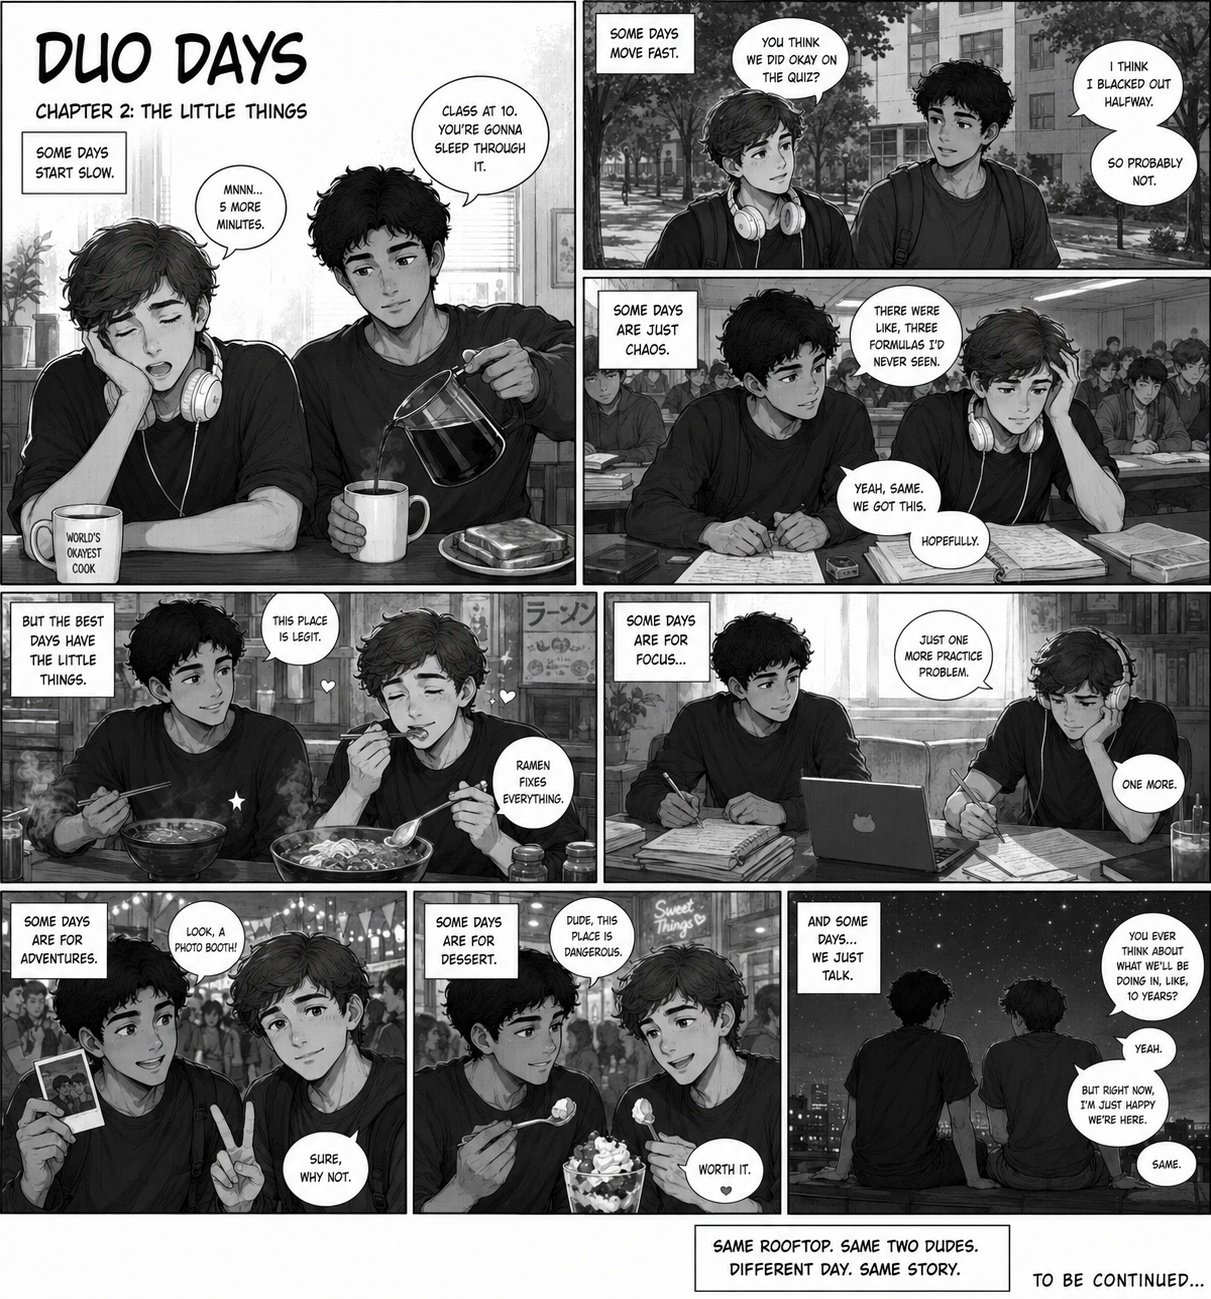 DUO DAYS
CHAPTER 2: THE LITTLE THINGS
SOME DAYS
START SLOW.
MNNN...
5 MORE
MINUTES.
CLASS AT 10.
YOU'RE GONNA
SLEEP THROUGH
IT.
WORLD'S
OKAYEST
COOK
SOME DAYS
MOVE FAST.
YOU THINK
WE DID OKAY ON
THE QUIZ?
I THINK
I BLACKED OUT
HALFWAY.
SO PROBABLY
NOT.
SOME DAYS
ARE JUST
CHAOS.
THERE WERE
LIKE, THREE
FORMULAS I'D
NEVER SEEN.
YEAH, SAME.
WE GOT THIS.
HOPEFULLY.
BUT THE BEST
DAYS HAVE
THE LITTLE
THINGS.
THIS PLACE
IS LEGIT.
ラーメン
RAMEN
FIXES
EVERYTHING.
SOME DAYS
ARE FOR
FOCUS...
JUST ONE
MORE PRACTICE
PROBLEM.
ONE MORE.
SOME DAYS
ARE FOR
ADVENTURES.
LOOK, A
PHOTO BOOTH!
SURE,
WHY NOT.
SOME DAYS
ARE FOR
DESSERT.
DUDE, THIS
PLACE IS
DANGEROUS.
Sweet
Things
WORTH IT.
AND SOME
DAYS...
WE JUST
TALK.
YOU EVER
THINK ABOUT
WHAT WE'LL BE
DOING IN, LIKE,
10 YEARS?
YEAH.
BUT RIGHT NOW,
I'M JUST HAPPY
WE'RE HERE.
SAME.
SAME ROOFTOP. SAME TWO DUDES.
DIFFERENT DAY. SAME STORY.
TO BE CONTINUED...